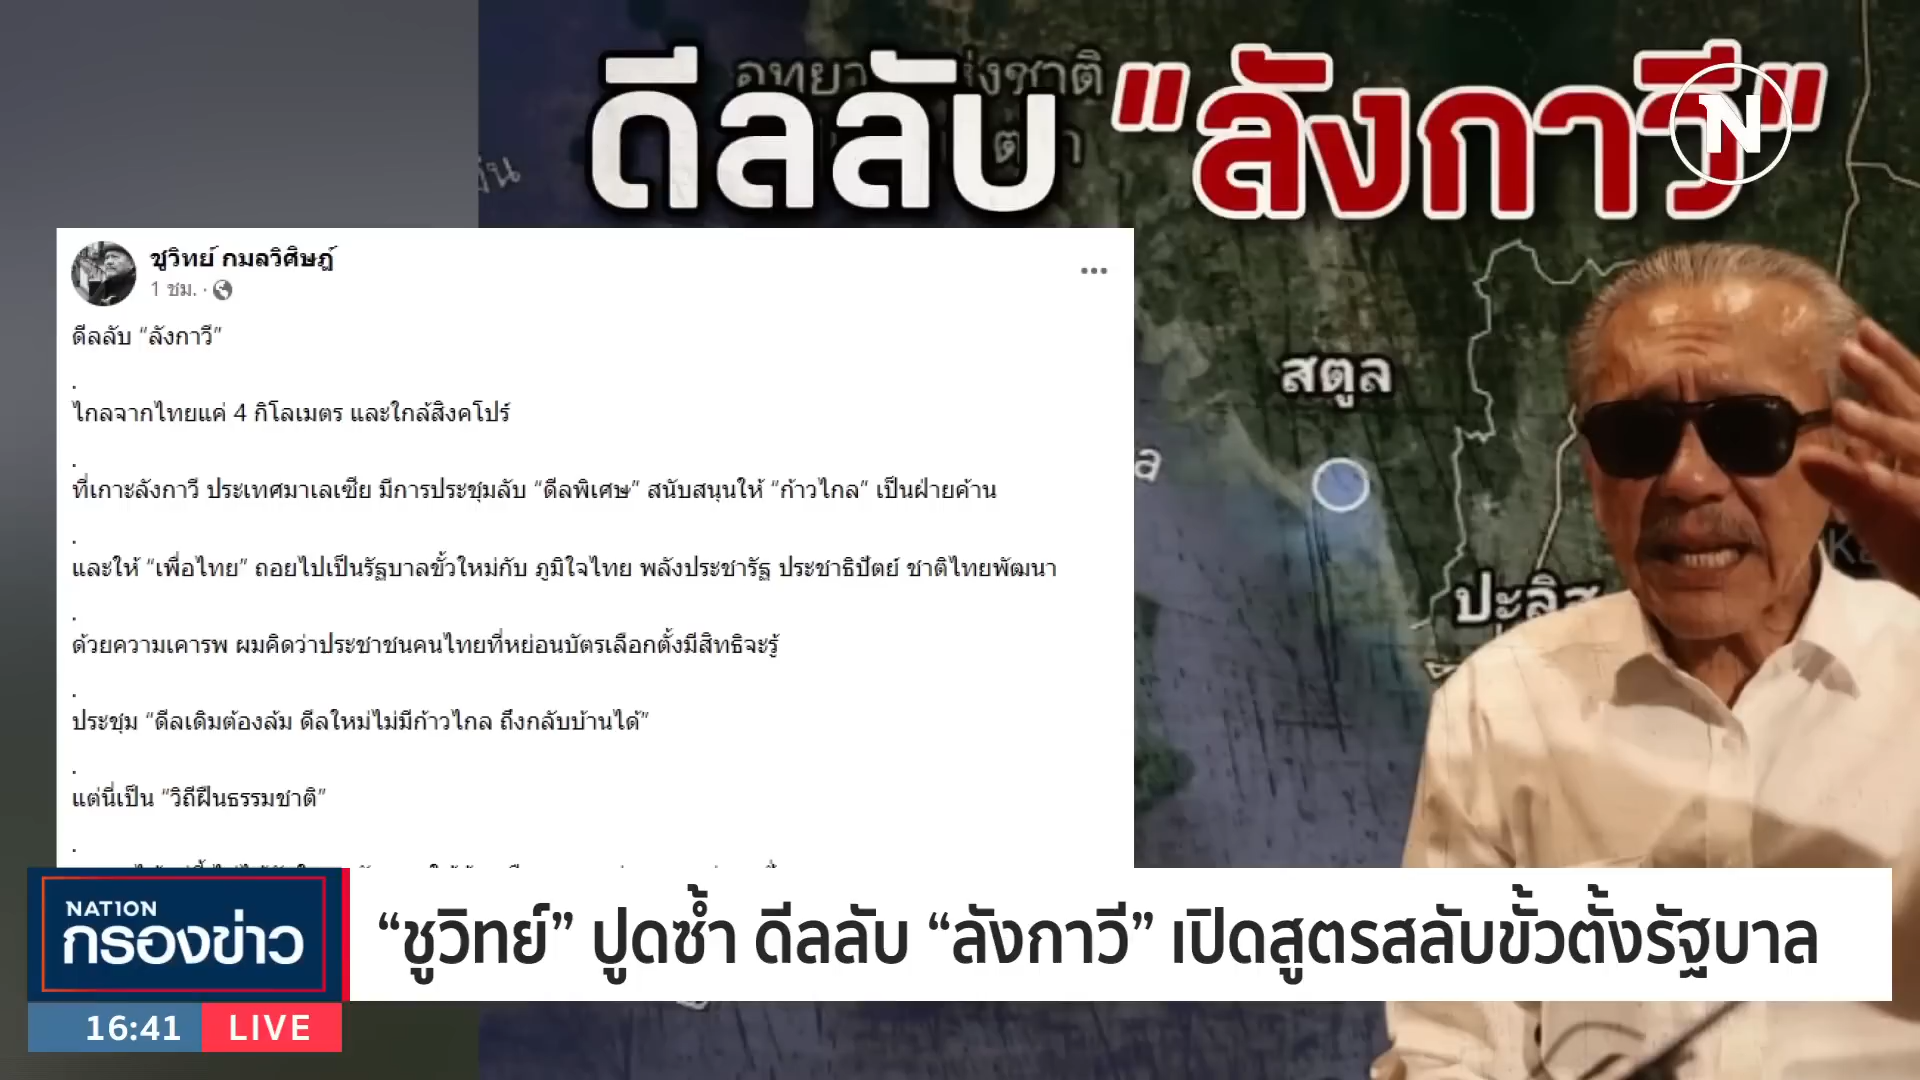 ดีลลับ "ลังกาวี"
N
สตูล
ชูวิทย์ กมลวิศิษฎ์
1 ชม. ·
ดีลลับ “ลังกาวี”
.
ไกลจากไทยแค่ 4 กิโลเมตร และใกล้สิงคโปร์
.
ที่เกาะลังกาวี ประเทศมาเลเซีย มีการประชุมลับ “ดีลพิเศษ” สนับสนุนให้ “ก้าวไกล” เป็นฝ่ายค้าน
.
และให้ “เพื่อไทย” ถอยไปเป็นรัฐบาลขั้วใหม่กับ ภูมิใจไทย พลังประชารัฐ ประชาธิปัตย์ ชาติไทยพัฒนา
.
ด้วยความเคารพ ผมคิดว่าประชาชนคนไทยที่หย่อนบัตรเลือกตั้งมีสิทธิจะรู้
.
ประชุม “ดีลเดิมต้องล้ม ดีลใหม่ไม่มีก้าวไกล ถึงกลับบ้านได้”
.
แต่นี่เป็น “วิถีฝืนธรรมชาติ”
.
NATION
กรองข่าว
“ชูวิทย์” ปูดซ้ำ ดีลลับ “ลังกาวี” เปิดสูตรสลับขั้วตั้งรัฐบาล
16:41 LIVE